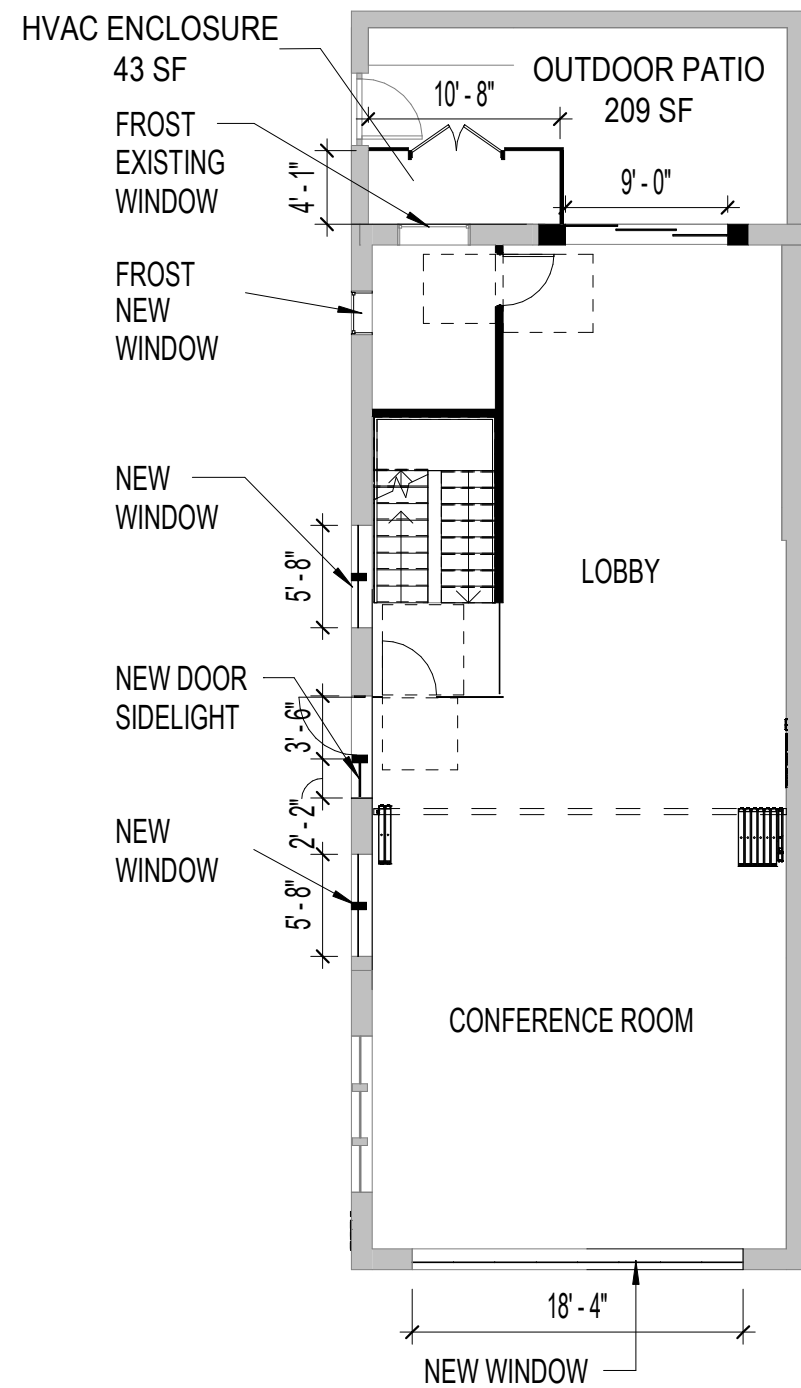 HVAC ENCLOSURE
43 SF
OUTDOOR PATIO
209 SF
10' - 8"
FROST
EXISTING
WINDOW
4' - 1"
9' - 0"
FROST
NEW
WINDOW
NEW
WINDOW
5' - 8"
LOBBY
NEW DOOR
SIDELIGHT
3' - 6"
2' - 2"
NEW
WINDOW
5' - 8"
CONFERENCE ROOM
18' - 4"
NEW WINDOW